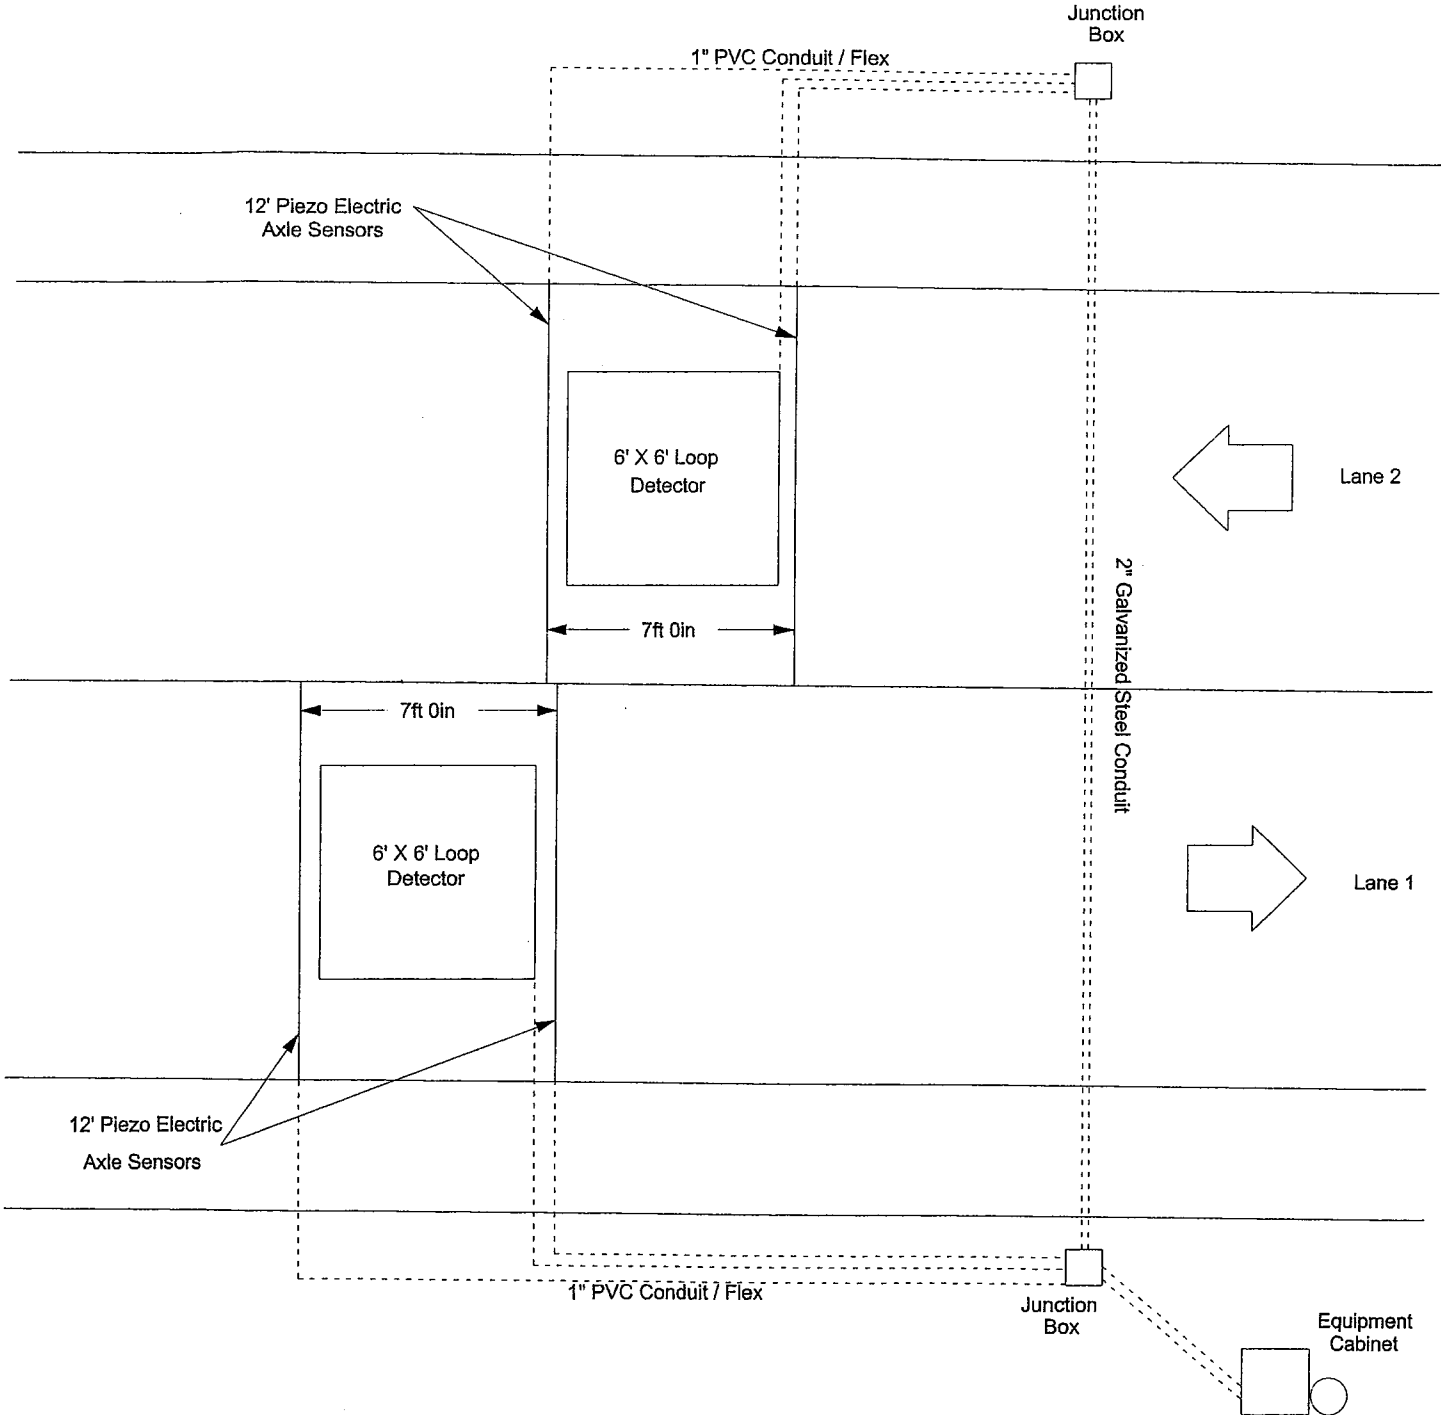 Junction
Box
1" PVC Conduit / Flex
12' Piezo Electric
Axle Sensors
6' X 6' Loop
Detector
Lane 2
2" Galvanized Steel Conduit
7ft 0in
7ft 0in
6' X 6' Loop
Detector
Lane 1
12' Piezo Electric
Axle Sensors
1" PVC Conduit / Flex
Junction
Box
Equipment
Cabinet